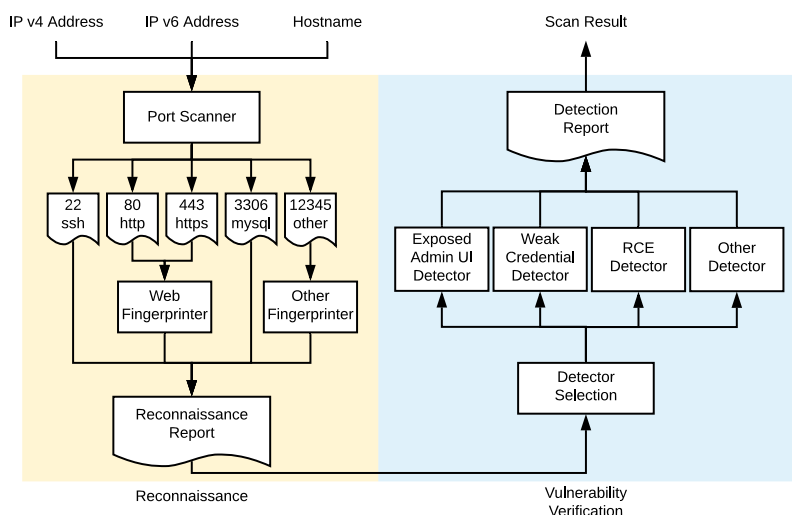 IP v4 Address
IP v6 Address
Hostname
Port Scanner
22
ssh
80
http
443
https
3306
mysql
12345
other
Web
Fingerprinter
Other
Fingerprinter
Reconnaissance
Report
Reconnaissance
Scan Result
Detection
Report
Exposed
Admin UI
Detector
Weak
Credential
Detector
RCE
Detector
Other
Detector
Detector
Selection
Vulnerability
Verification